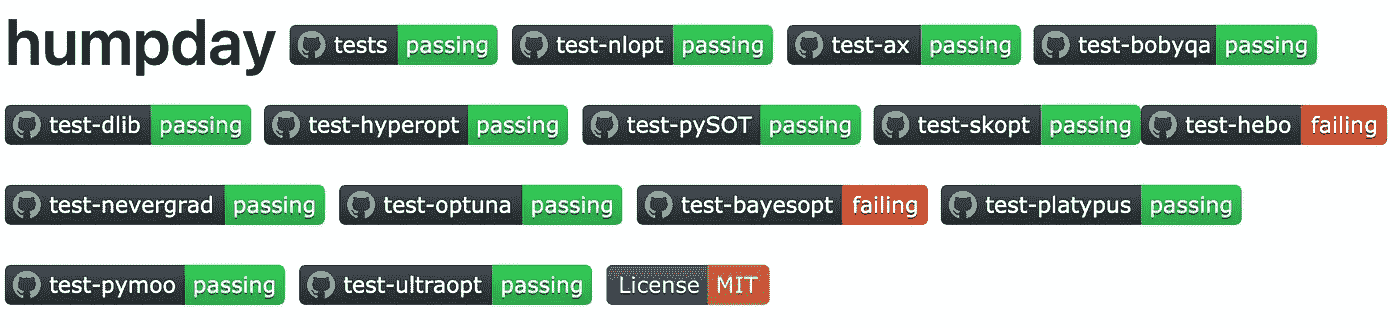 humpday tests passing test-nlopt passing test-ax passing test-bobyqa passing
test-dlib passing test-hyperopt passing test-pySOT passing test-skopt passing test-hebo failing
test-nevergrad passing test-optuna passing test-bayesopt failing test-platypus passing
test-pymoo passing test-ultraopt passing License MIT